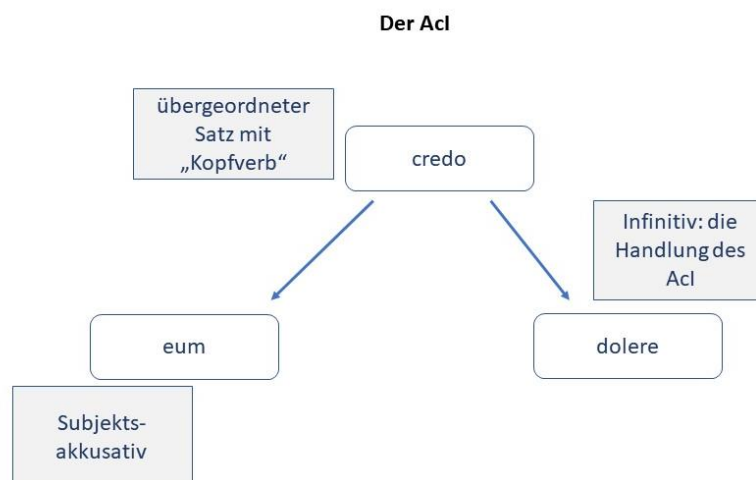 Der AcI
übergeordneter
Satz mit
„Kopfverb“
credo
Infinitiv: die
Handlung des
AcI
eum
dolere
Subjekts-
akkusativ